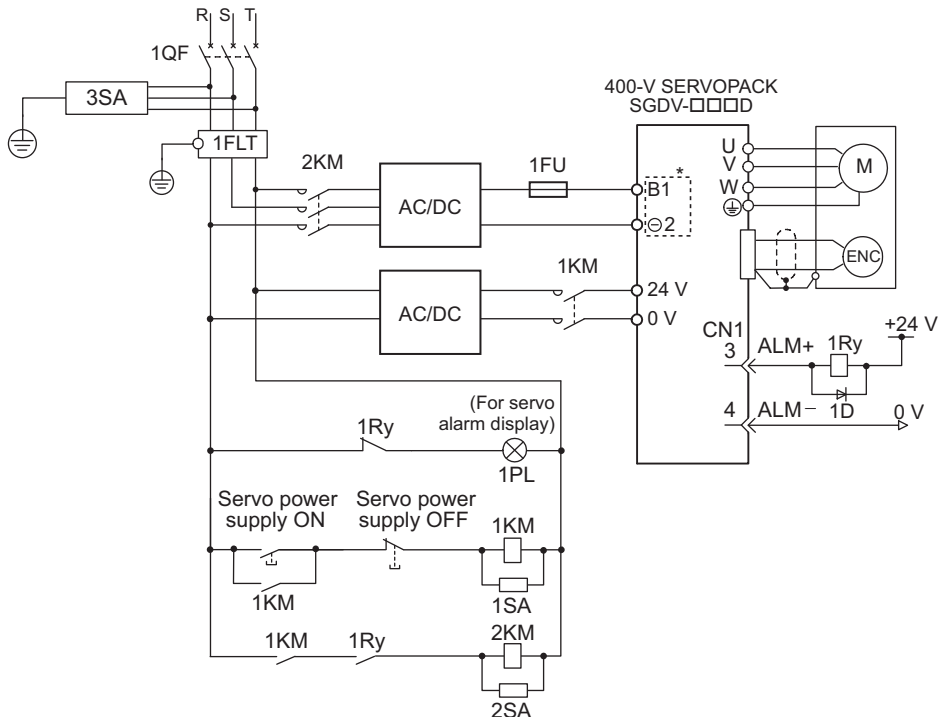 R S T
1QF
3SA
1FLT
400-V SERVOPACK
SGDV-□□□D
2KM
AC/DC
1FU
B1
*
⊖2
U
V
W
M
ENC
AC/DC
1KM
24 V
0 V
CN1
3 ALM+
1Ry
+24 V
1D
4 ALM−
0 V
(For servo
alarm display)
1Ry
1PL
Servo power
supply ON
Servo power
supply OFF
1KM
1KM
1SA
1KM
1Ry
2KM
2SA